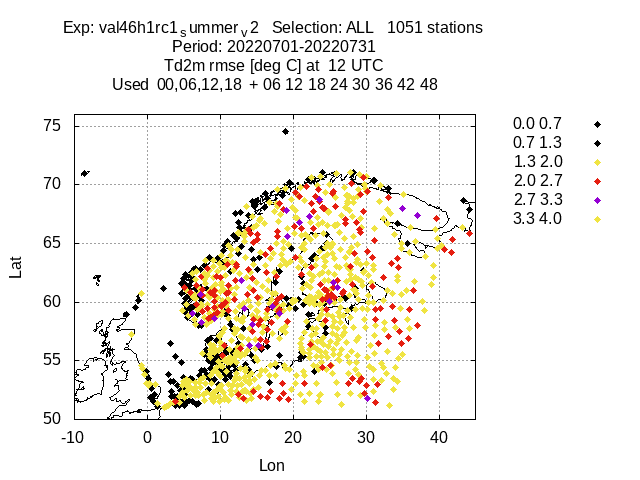 Exp: val46h1rc1summerv2 Selection: ALL 1051 stations
Period: 20220701-20220731
Td2m rmse [deg C] at 12 UTC
Used 00,06,12,18 + 06 12 18 24 30 36 42 48
0.0 0.7
0.7 1.3
1.3 2.0
2.0 2.7
2.7 3.3
3.3 4.0
75
70
65
60
55
50
Lat
-10 0 10 20 30 40
Lon